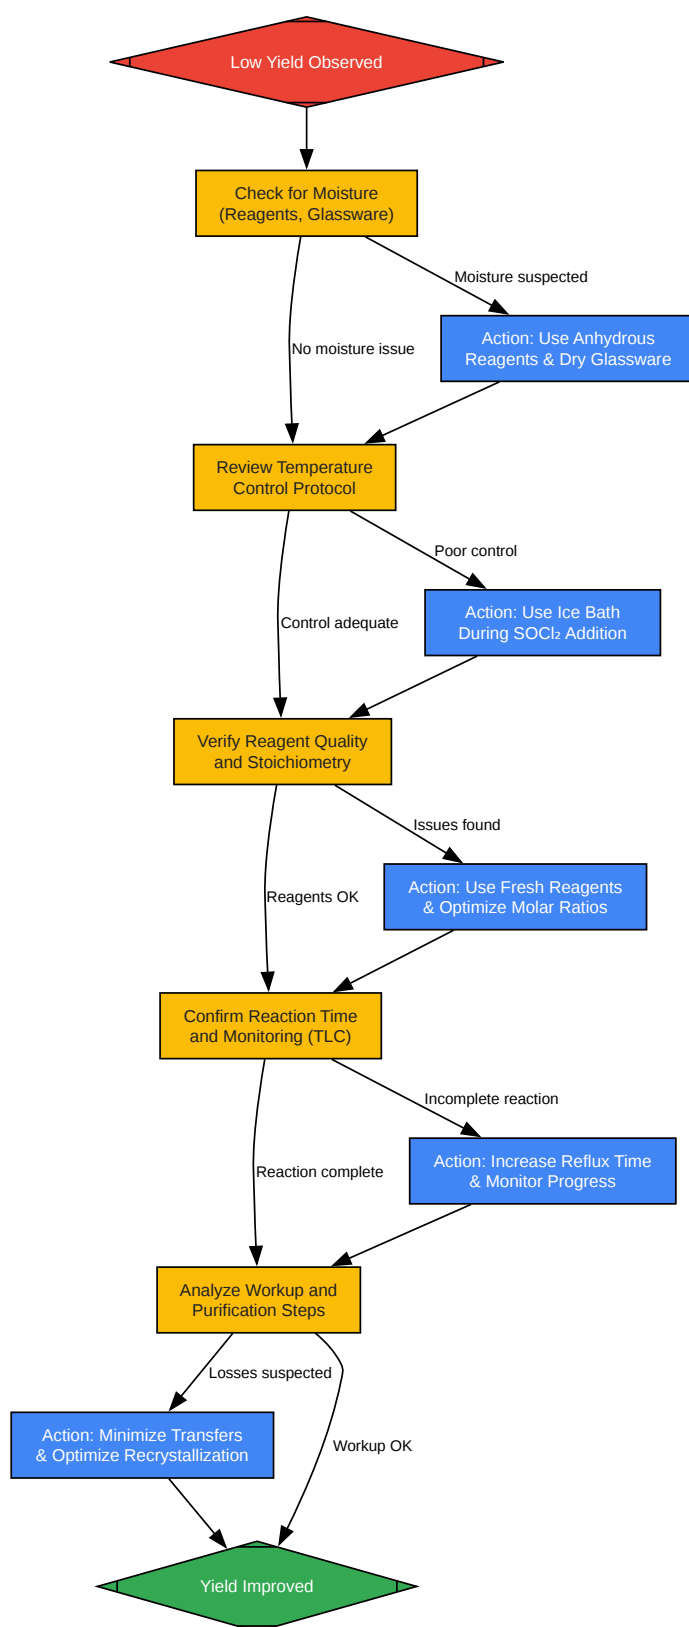 Low Yield Observed
Check for Moisture
(Reagents, Glassware)
Moisture suspected
No moisture issue
Action: Use Anhydrous
Reagents & Dry Glassware
Review Temperature
Control Protocol
Poor control
Control adequate
Action: Use Ice Bath
During SOCl₂ Addition
Verify Reagent Quality
and Stoichiometry
Issues found
Reagents OK
Action: Use Fresh Reagents
& Optimize Molar Ratios
Confirm Reaction Time
and Monitoring (TLC)
Incomplete reaction
Reaction complete
Action: Increase Reflux Time
& Monitor Progress
Analyze Workup and
Purification Steps
Losses suspected
Action: Minimize Transfers
& Optimize Recrystallization
Workup OK
Yield Improved